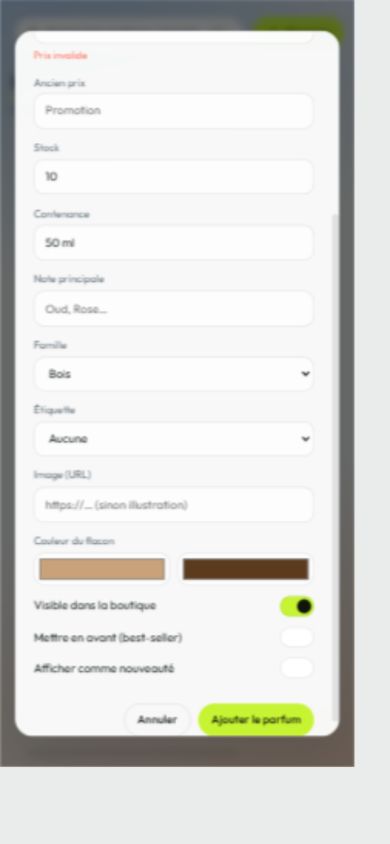 Prix invalide
Ancien prix
Promotion
Stock
10
Contenance
50 ml
Note principale
Oud, Rose...
Famille
Bois
Étiquette
Aucune
Image (URL)
https://... (sinon illustration)
Couleur du flacon
Visible dans la boutique
Mettre en avant (best-seller)
Afficher comme nouveauté
Annuler
Ajouter le parfum